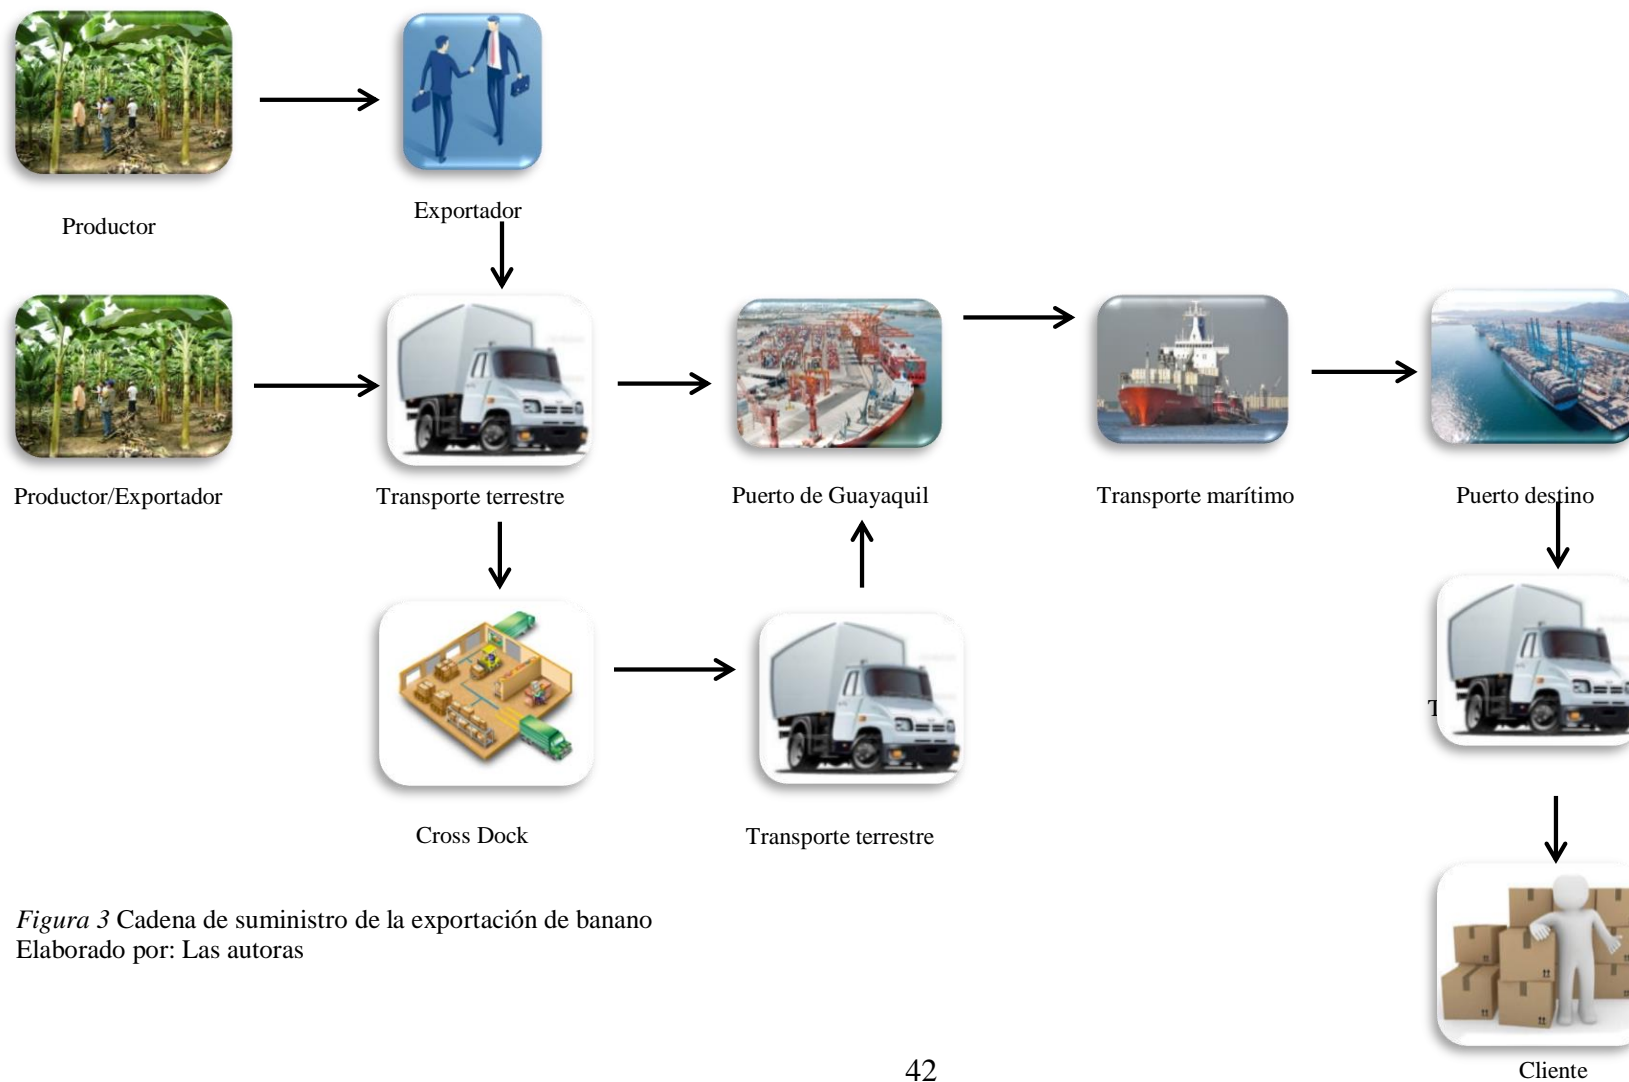 Exportador
Productor
Productor/Exportador
Transporte terrestre
Puerto de Guayaquil
Transporte marítimo
Puerto destino
Cross Dock
Transporte terrestre
Figura 3 Cadena de suministro de la exportación de banano
Elaborado por: Las autoras
42
Cliente